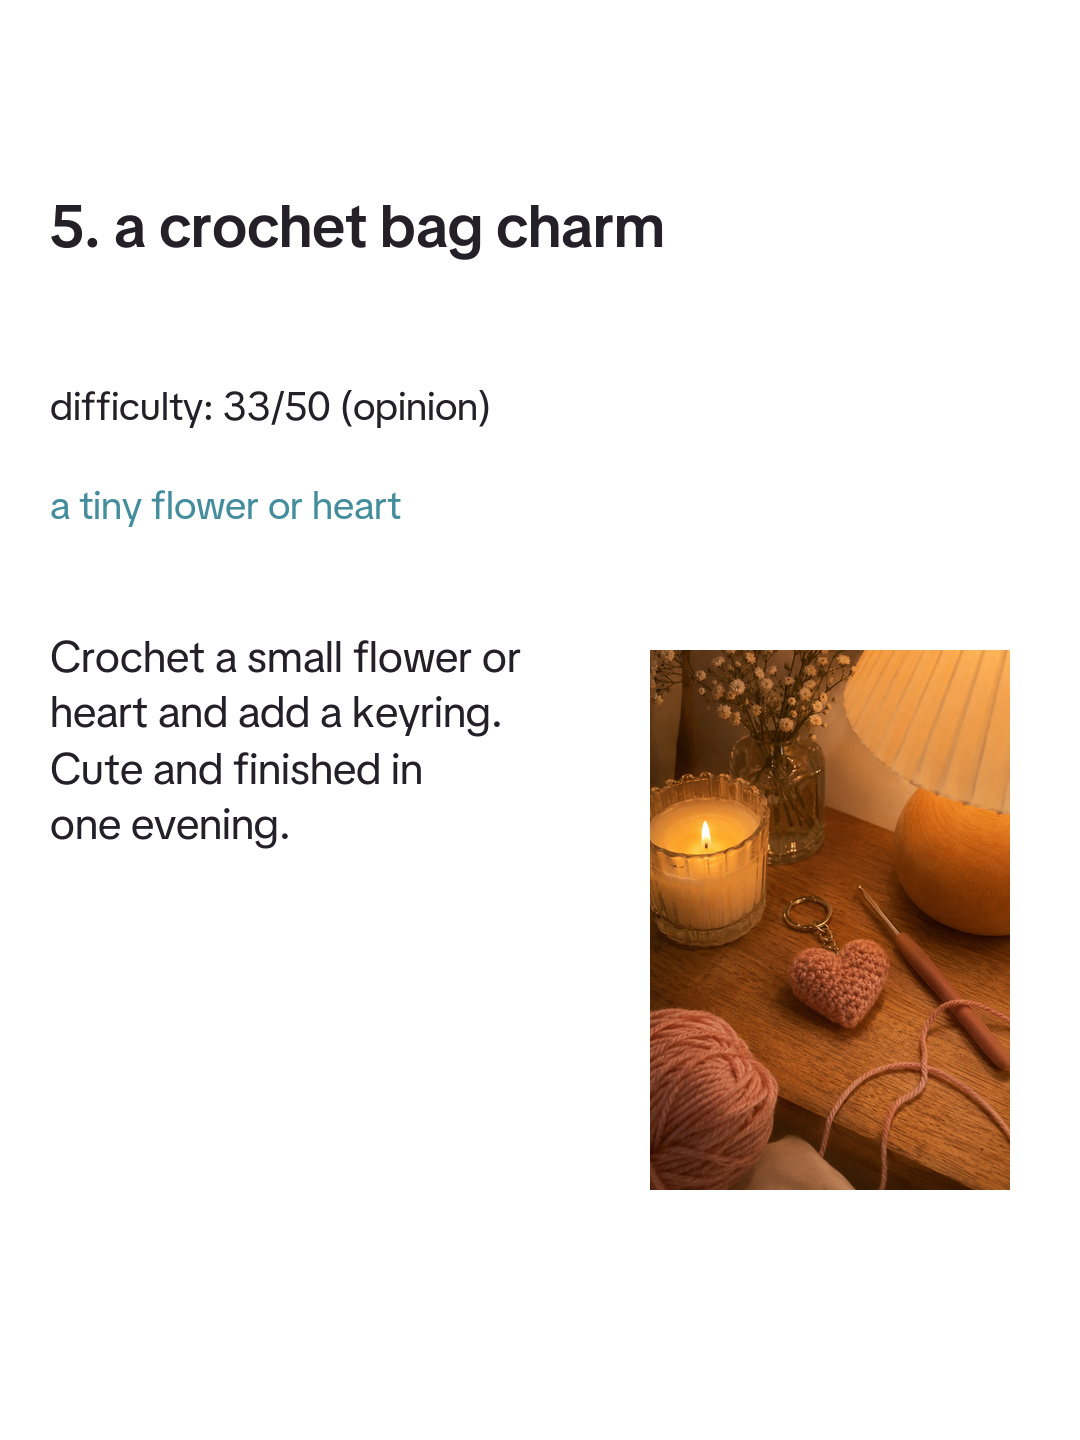 5. a crochet bag charm
difficulty: 33/50 (opinion)
a tiny flower or heart
Crochet a small flower or
heart and add a keyring.
Cute and finished in
one evening.